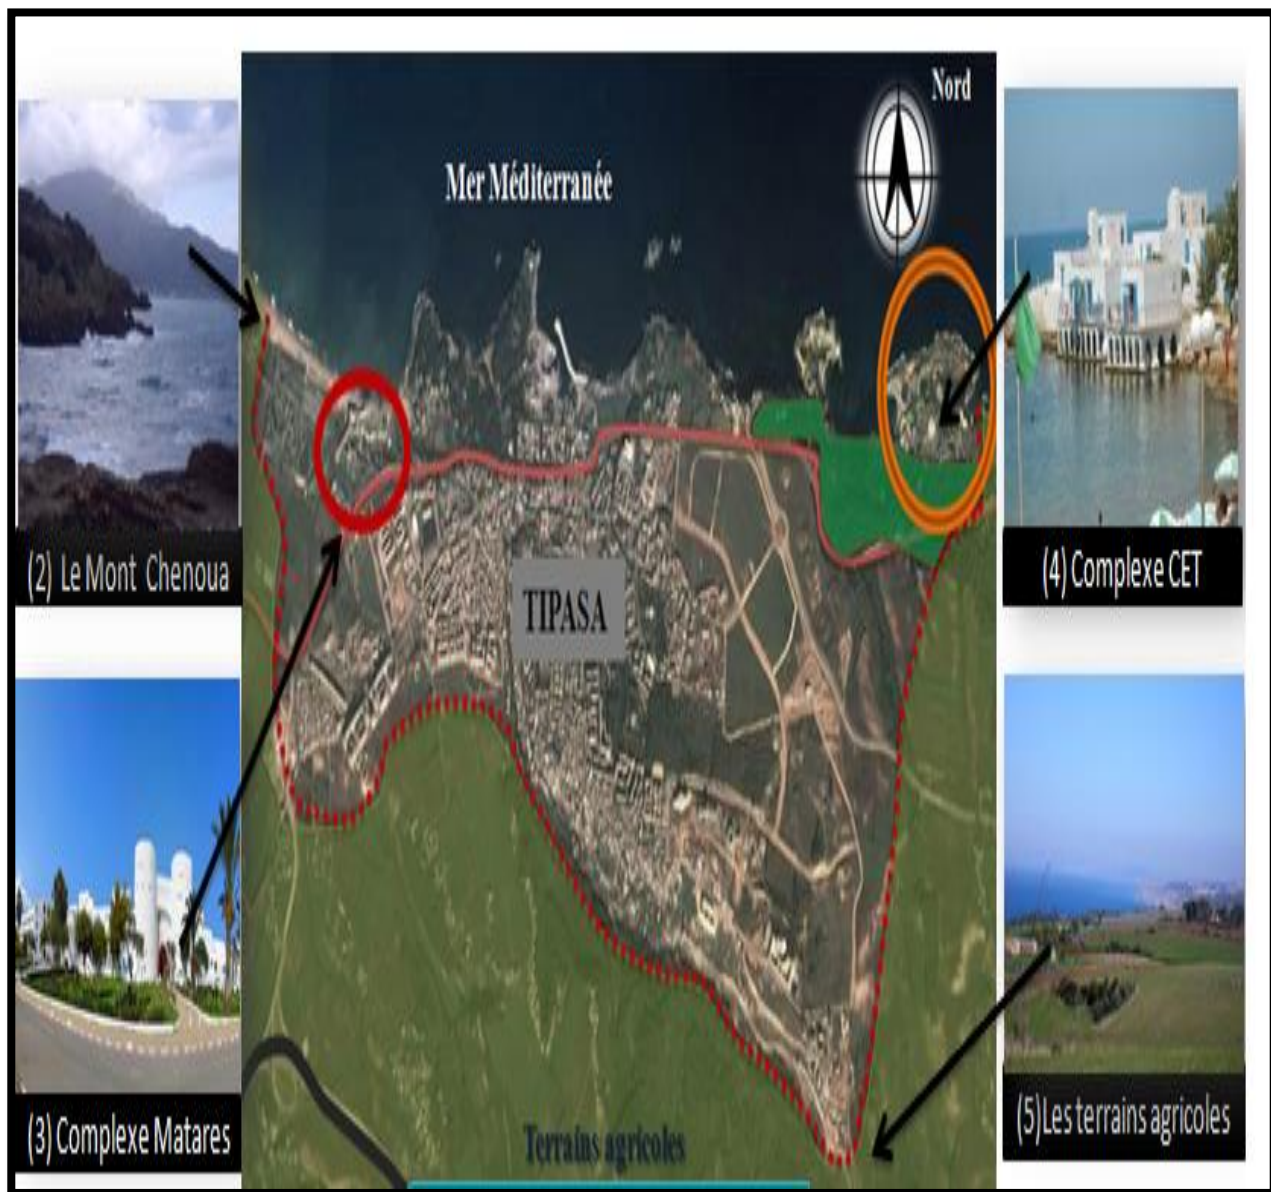 Nord
Mer Méditerranée
(2) Le Mont Chenoua
(4) Complexe CET
TIPASA
(3) Complexe Matares
(5)Les terrains agricoles
Terrains agricoles